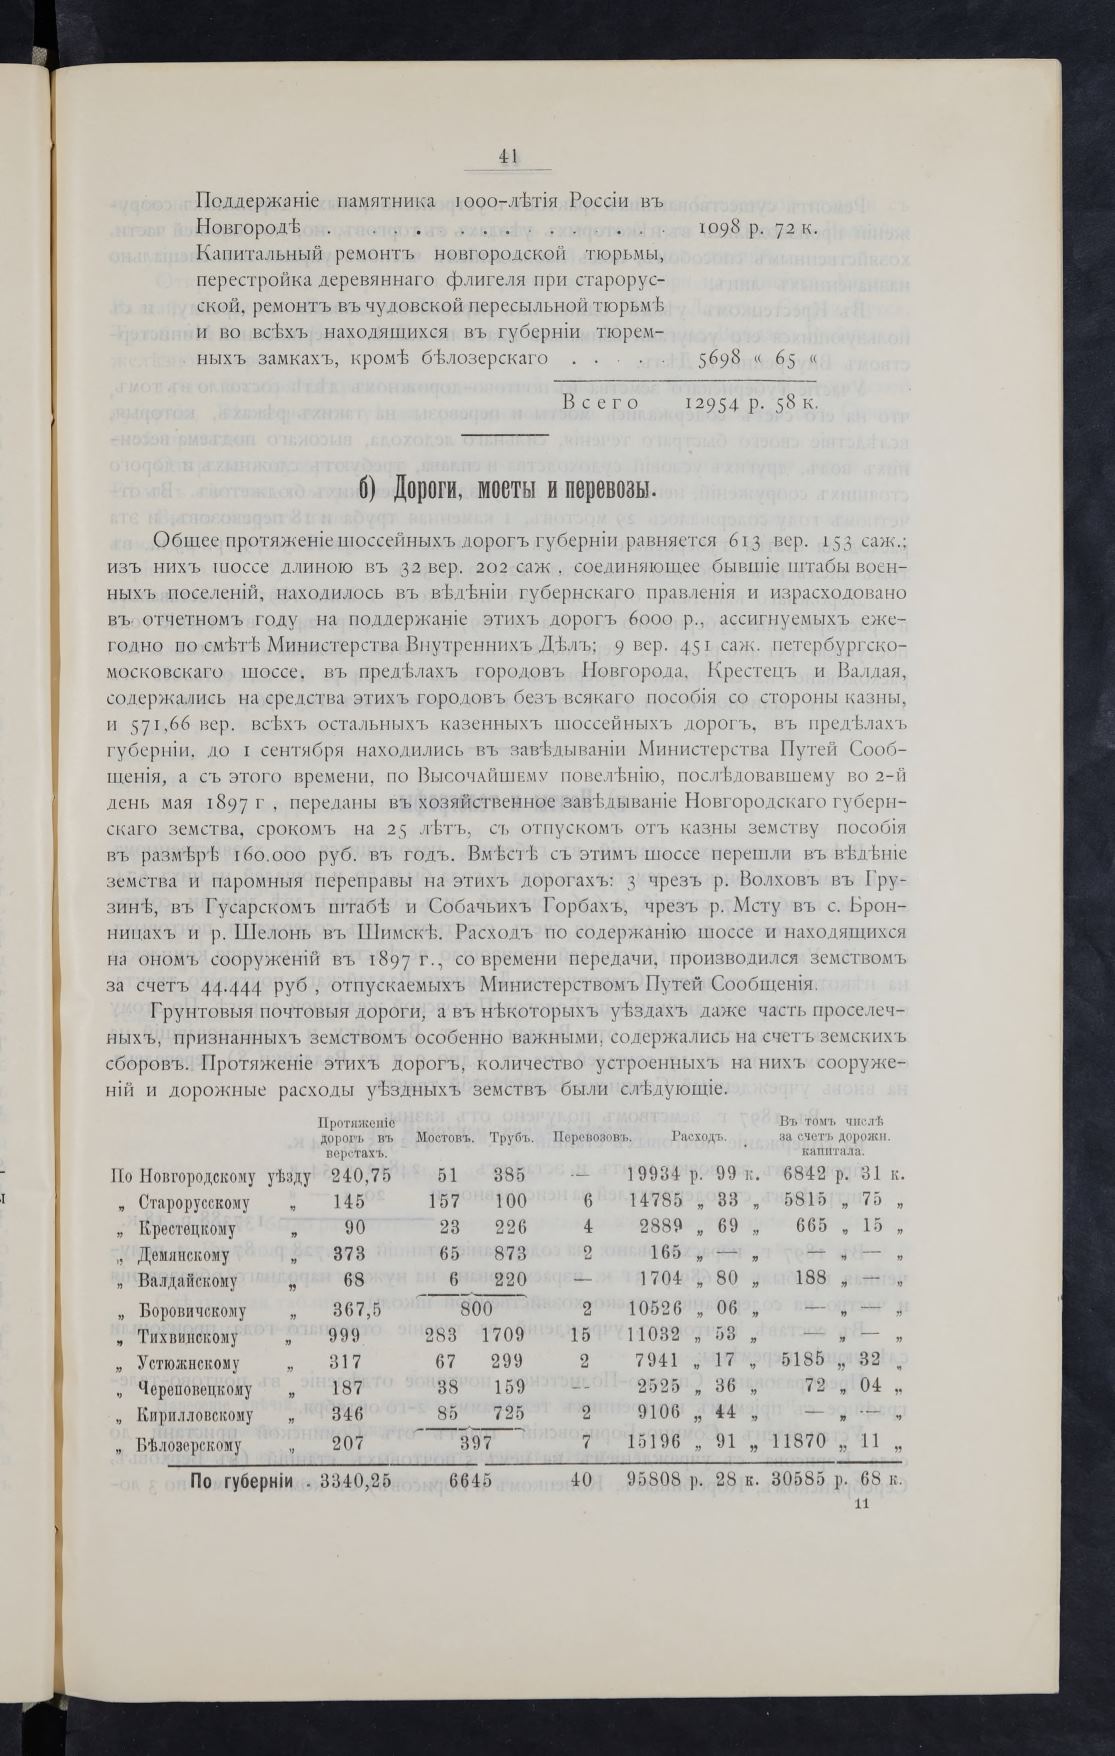 41
Поддержаніе памятника 1000-лѣтія Россіи въ
Новгородѣ . . . . . . . . . . . . . 1098 р. 72 к.
Капитальный ремонтъ новгородской тюрьмы,
перестройка деревяннаго флигеля при старорус-
ской, ремонтъ въ чудовской пересыльной тюрьмѣ
и во всѣхъ находящихся въ губерніи тюрем-
ныхъ замкахъ, кромѣ бѣлозерскаго . . . . . 5698 « 65 «
Всего 12954 р. 58 к.
б) Дороги, мосты и перевозы.
Общее протяженіе шоссейныхъ дорогъ губерніи равняется 613 вер. 153 саж.;
изъ нихъ шоссе длиною въ 32 вер. 202 саж , соединяющее бывшіе штабы воен-
ныхъ поселеній, находилось въ вѣдѣніи губернскаго правленія и израсходовано
въ отчетномъ году на поддержаніе этихъ дорогъ 6000 р., ассигнуемыхъ еже-
годно по смѣтѣ Министерства Внутреннихъ Дѣлъ; 9 вер. 451 саж. петербургско-
московскаго шоссе, въ предѣлахъ городовъ Новгорода, Крестецъ и Валдая,
содержались на средства этихъ городовъ безъ всякаго пособія со стороны казны,
и 571,66 вер. всѣхъ остальныхъ казенныхъ шоссейныхъ дорогъ, въ предѣлахъ
губерніи, до 1 сентября находились въ завѣдываніи Министерства Путей Сооб-
щенія, а съ этого времени, по Высочайшему повелѣнію, послѣдовавшему во 2-й
день мая 1897 г , переданы въ хозяйственное завѣдываніе Новгородскаго губерн-
скаго земства, срокомъ на 25 лѣтъ, съ отпускомъ отъ казны земству пособія
въ размѣрѣ 160.000 руб. въ годъ. Вмѣстѣ съ этимъ шоссе перешли въ вѣдѣніе
земства и паромныя переправы на этихъ дорогахъ: 3 чрезъ р. Волховъ въ Гру-
зинѣ, въ Гусарскомъ штабѣ и Собачьихъ Горбахъ, чрезъ р. Мсту въ с. Брон-
ницахъ и р. Шелонь въ Шимскѣ. Расходъ по содержанію шоссе и находящихся
на ономъ сооруженій въ 1897 г., со времени передачи, производился земствомъ
за счетъ 44.444 руб , отпускаемыхъ Министерствомъ Путей Сообщенія.
Грунтовыя почтовыя дороги, а въ нѣкоторыхъ уѣздахъ даже часть проселеч-
ныхъ, признанныхъ земствомъ особенно важными, содержались на счетъ земскихъ
сборовъ. Протяженіе этихъ дорогъ, количество устроенныхъ на нихъ сооруже-
ній и дорожные расходы уѣздныхъ земствъ были слѣдующіе.
Протяженіе дорогъ въ верстахъ. Мостовъ. Трубъ. Перевозовъ. Расходъ. Въ томъ числѣ за счетъ дорожн. капитала.
По Новгородскому уѣзду 240,75 51 385 — 19934 р. 99 к. 6842 р. 31 к.
„ Старорусскому „ 145 157 100 6 14785 „ 33 „ 5815 „ 75 „
„ Крестецкому „ 90 23 226 4 2889 „ 69 „ 665 „ 15 „
„ Демянскому „ 373 65 873 2 165 „ — „ — „ — „
„ Валдайскому „ 68 6 220 — 1704 „ 80 „ 188 „ — „
„ Боровичскому „ 367,5 800 2 10526 „ 06 „ — „ — „
„ Тихвинскому „ 999 283 1709 15 11032 „ 53 „ — „ — „
„ Устюжнскому „ 317 67 299 2 7941 „ 17 „ 5185 „ 32 „
„ Череповецкому „ 187 38 159 — 2525 „ 36 „ 72 „ 04 „
„ Кирилловскому „ 346 85 725 2 9106 „ 44 „ — „ — „
„ Бѣлозерскому „ 207 397 7 15196 „ 91 „ 11870 „ 11 „
По губерніи . 3340,25 6645 40 95808 р. 28 к. 30585 р. 68 к.
11